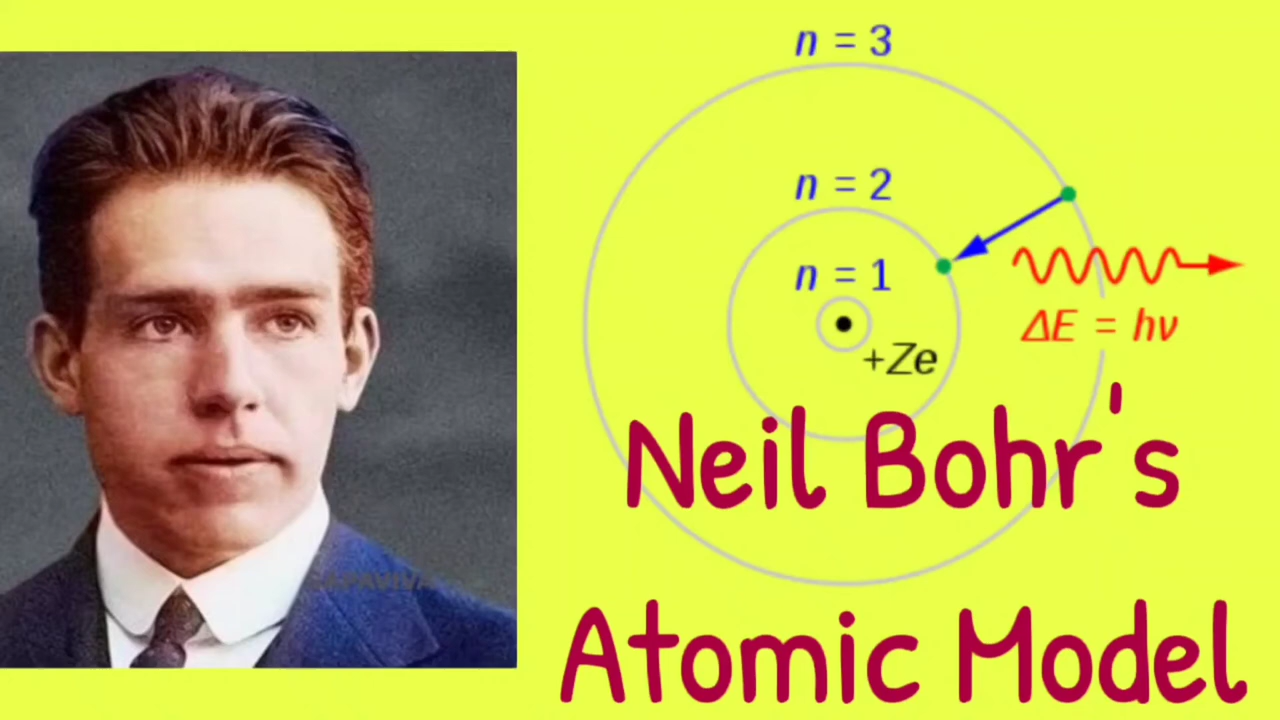 n = 3
n = 2
n = 1
+Ze
ΔE = hν
Neil Bohr's
Atomic Model